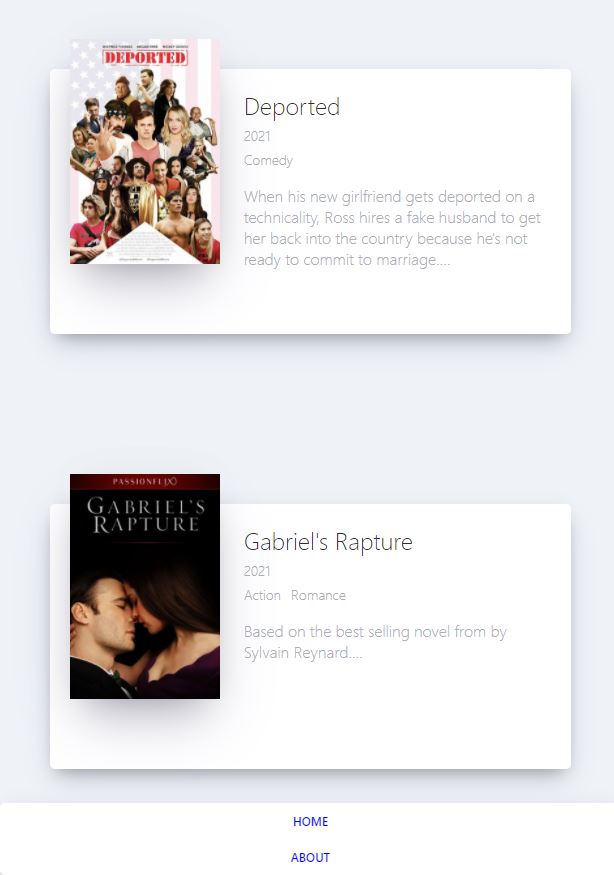 DEPORTED
Deported
2021
Comedy
When his new girlfriend gets deported on a
technicality, Ross hires a fake husband to get
her back into the country because he's not
ready to commit to marriage....
PASSIONFLIX
GABRIEL'S
RAPTURE
Gabriel's Rapture
2021
Action Romance
Based on the best selling novel from by
Sylvain Reynard....
HOME
ABOUT